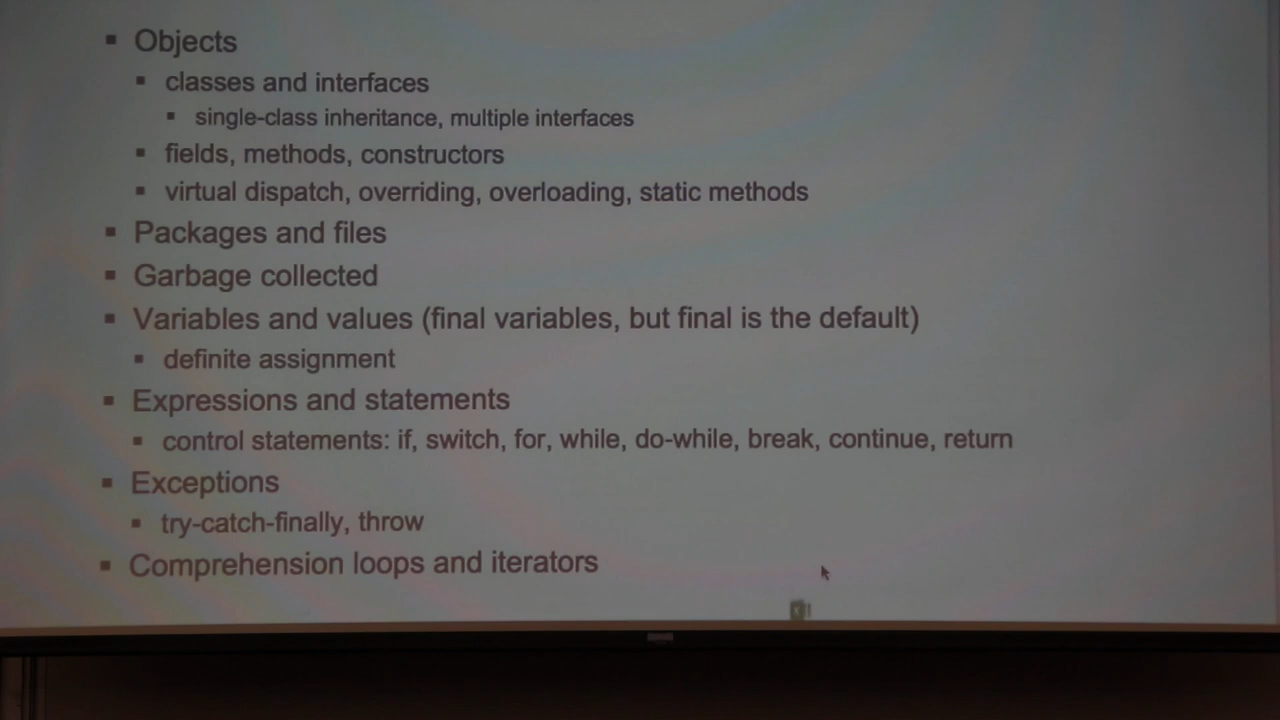 Objects
classes and interfaces
single-class inheritance, multiple interfaces
fields, methods, constructors
virtual dispatch, overriding, overloading, static methods
Packages and files
Garbage collected
Variables and values (final variables, but final is the default)
definite assignment
Expressions and statements
control statements: if, switch, for, while, do-while, break, continue, return
Exceptions
try-catch-finally, throw
Comprehension loops and iterators